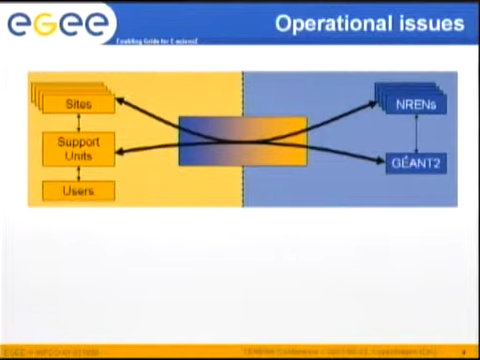 eGee
Enabling Grids for E-sciencE
Operational issues
Sites
NRENs
Support
Units
GÉANT2
Users